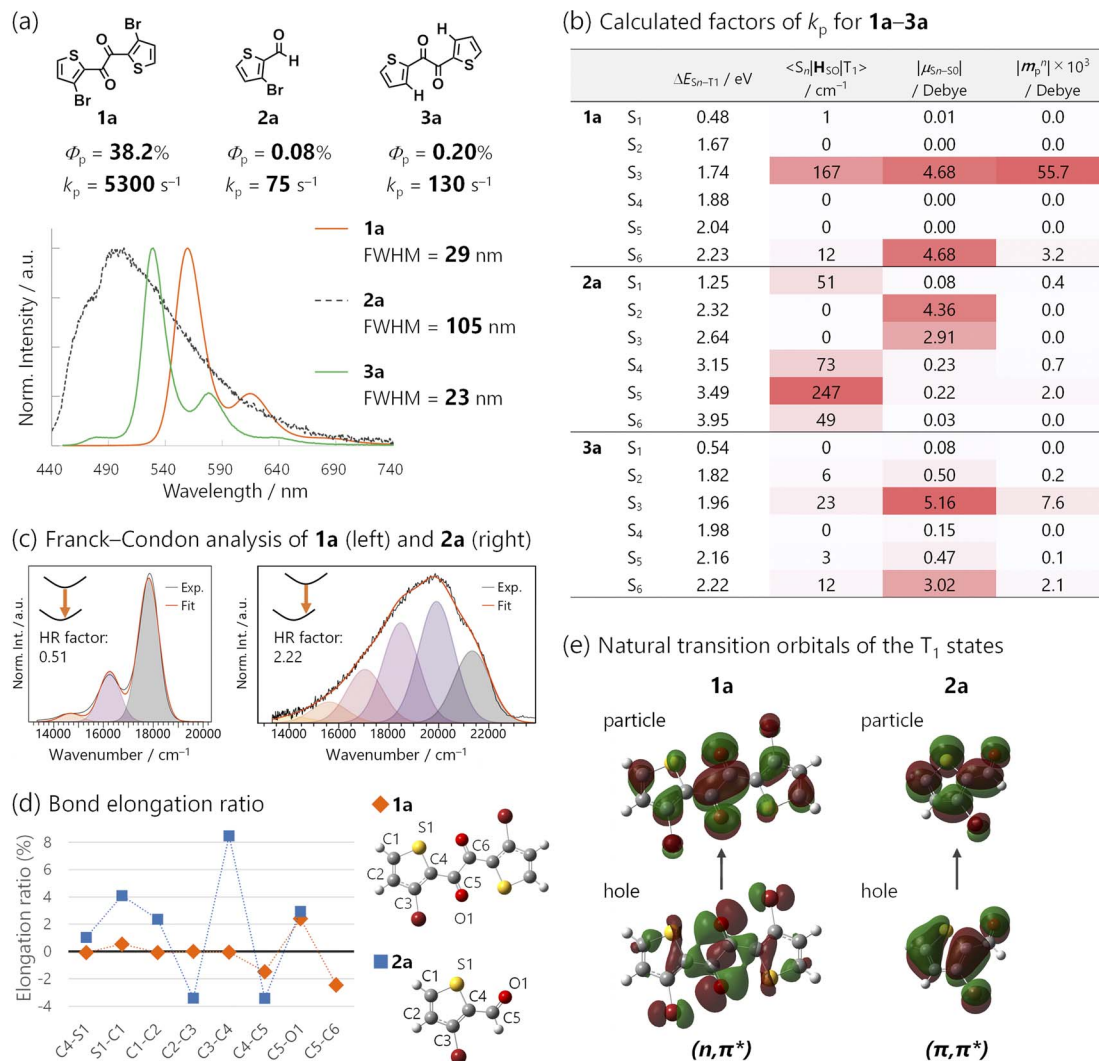 (a)
Br
S
O
S
O
Br
1a
Φp = 38.2%
kp = 5300 s⁻¹
O
S
H
Br
2a
Φp = 0.08%
kp = 75 s⁻¹
H
O
S
S
O
H
3a
Φp = 0.20%
kp = 130 s⁻¹
Norm. Intensity / a.u.
1a
FWHM = 29 nm
2a
FWHM = 105 nm
3a
FWHM = 23 nm
440 490 540 590 640 690 740
Wavelength / nm
(b) Calculated factors of kp for 1a–3a
ΔE Sn–T1 / eV <Sn|HSO|T1> / cm⁻¹ |μSn–S0| / Debye |mpⁿ| × 10³ / Debye
1a S1 0.48 1 0.01 0.0
S2 1.67 0 0.00 0.0
S3 1.74 167 4.68 55.7
S4 1.88 0 0.00 0.0
S5 2.04 0 0.00 0.0
S6 2.23 12 4.68 3.2
2a S1 1.25 51 0.08 0.4
S2 2.32 0 4.36 0.0
S3 2.64 0 2.91 0.0
S4 3.15 73 0.23 0.7
S5 3.49 247 0.22 2.0
S6 3.95 49 0.03 0.0
3a S1 0.54 0 0.08 0.0
S2 1.82 6 0.50 0.2
S3 1.96 23 5.16 7.6
S4 1.98 0 0.15 0.0
S5 2.16 3 0.47 0.1
S6 2.22 12 3.02 2.1
(c) Franck–Condon analysis of 1a (left) and 2a (right)
Norm. Int. / a.u.
Exp.
Fit
HR factor:
0.51
14000 16000 18000 20000
Wavenumber / cm⁻¹
Norm. Int. / a.u.
Exp.
Fit
HR factor:
2.22
14000 16000 18000 20000 22000
Wavenumber / cm⁻¹
(d) Bond elongation ratio
Elongation ratio (%)
8
6
4
2
0
-2
-4
C4-S1 S1-C1 C1-C2 C2-C3 C3-C4 C4-C5 C5-O1 C5-C6
1a
S1
C1
C6
C4
C2
C5
C3
O1
2a
S1
C1
O1
C4
C2
C5
C3
(e) Natural transition orbitals of the T1 states
1a 2a
particle particle
hole hole
(n,π*) (π,π*)